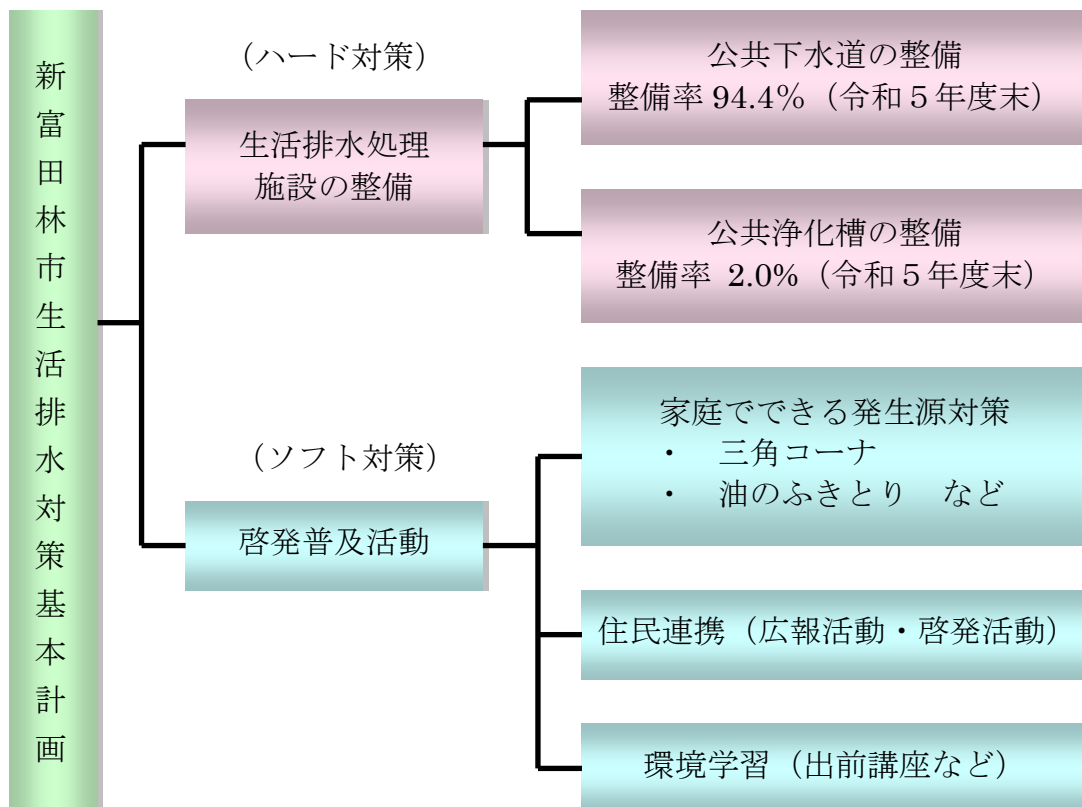 新富田林市生活排水対策基本計画
（ハード対策）
生活排水処理
施設の整備
公共下水道の整備
整備率 94.4％（令和５年度末）
公共浄化槽の整備
整備率 2.0%（令和５年度末）
（ソフト対策）
啓発普及活動
家庭でできる発生源対策
・　三角コーナ
・　油のふきとり　など
住民連携（広報活動・啓発活動）
環境学習（出前講座など）